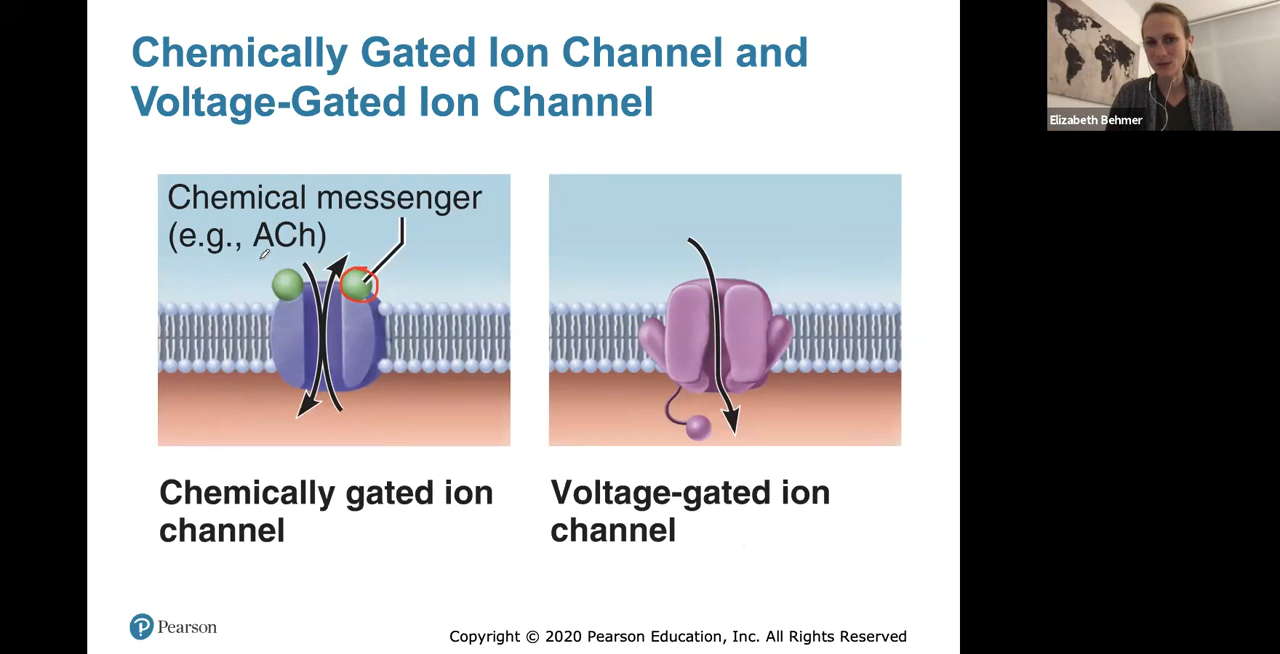 Chemically Gated Ion Channel and
Voltage-Gated Ion Channel
Elizabeth Behmer
Chemical messenger
(e.g., ACh)
Chemically gated ion
channel
Voltage-gated ion
channel
Pearson
Copyright © 2020 Pearson Education, Inc. All Rights Reserved